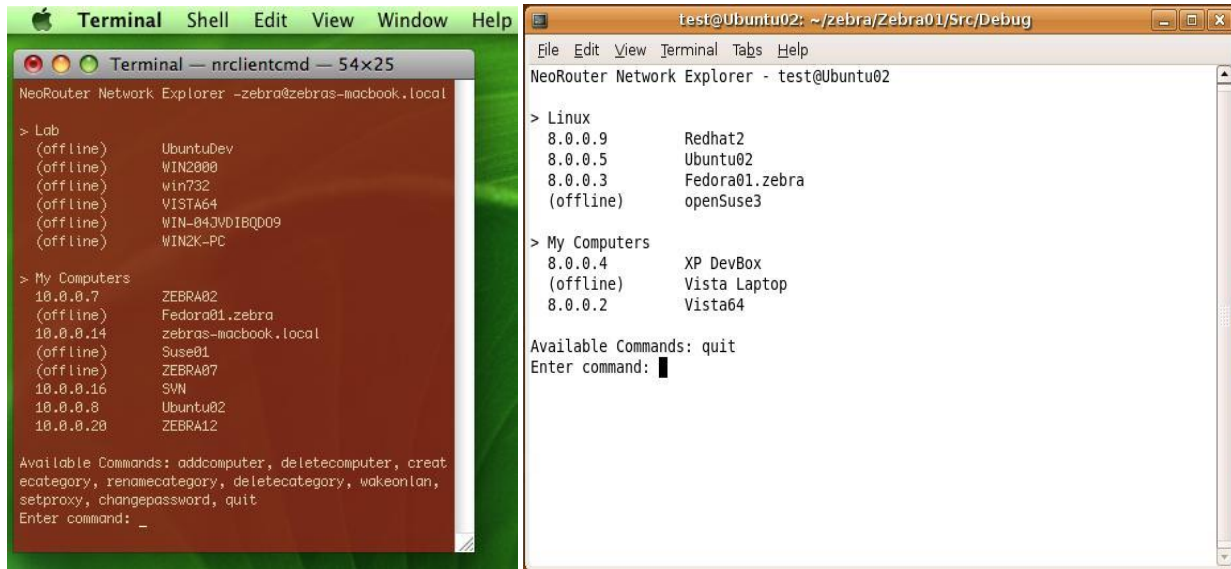 Terminal Shell Edit View Window Help
Terminal — nrclientcmd — 54×25
NeoRouter Network Explorer -zebra@zebras-macbook.local
> Lab
(offline) UbuntuDev
(offline) WIN2000
(offline) win732
(offline) VISTA64
(offline) WIN-04JVDIBQDO9
(offline) WIN2K-PC
> My Computers
10.0.0.7 ZEBRA02
(offline) Fedora01.zebra
10.0.0.14 zebras-macbook.local
(offline) Suse01
(offline) ZEBRA07
10.0.0.16 SVN
10.0.0.8 Ubuntu02
10.0.0.20 ZEBRA12
Available Commands: addcomputer, deletecomputer, creat
ecategory, renamecategory, deletecategory, wakeonlan,
setproxy, changepassword, quit
Enter command: _
test@Ubuntu02: ~/zebra/Zebra01/Src/Debug
File Edit View Terminal Tabs Help
NeoRouter Network Explorer - test@Ubuntu02
> Linux
8.0.0.9 Redhat2
8.0.0.5 Ubuntu02
8.0.0.3 Fedora01.zebra
(offline) openSuse3
> My Computers
8.0.0.4 XP DevBox
(offline) Vista Laptop
8.0.0.2 Vista64
Available Commands: quit
Enter command: